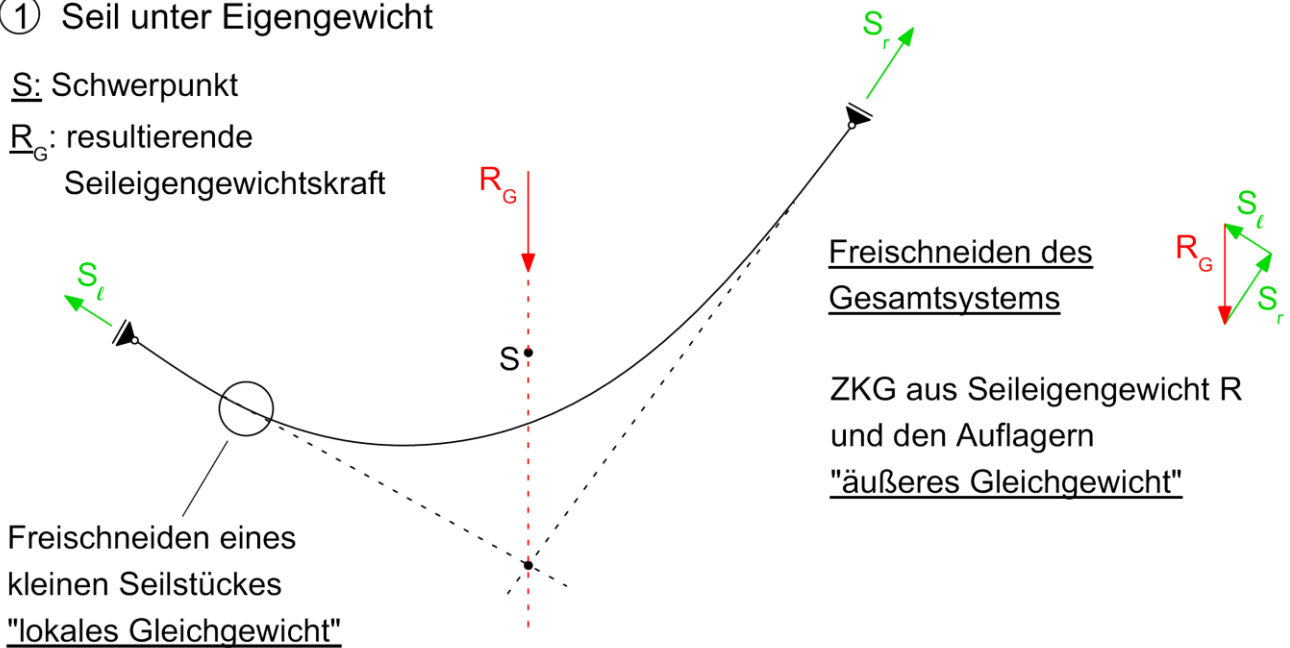 ① Seil unter Eigengewicht
S: Schwerpunkt
R_G: resultierende
Seileigengewichtskraft
R_G
S_r
S_ℓ
S
Freischneiden des
Gesamtsystems
S_ℓ
R_G
S_r
ZKG aus Seileigengewicht R
und den Auflagern
"äußeres Gleichgewicht"
Freischneiden eines
kleinen Seilstückes
"lokales Gleichgewicht"